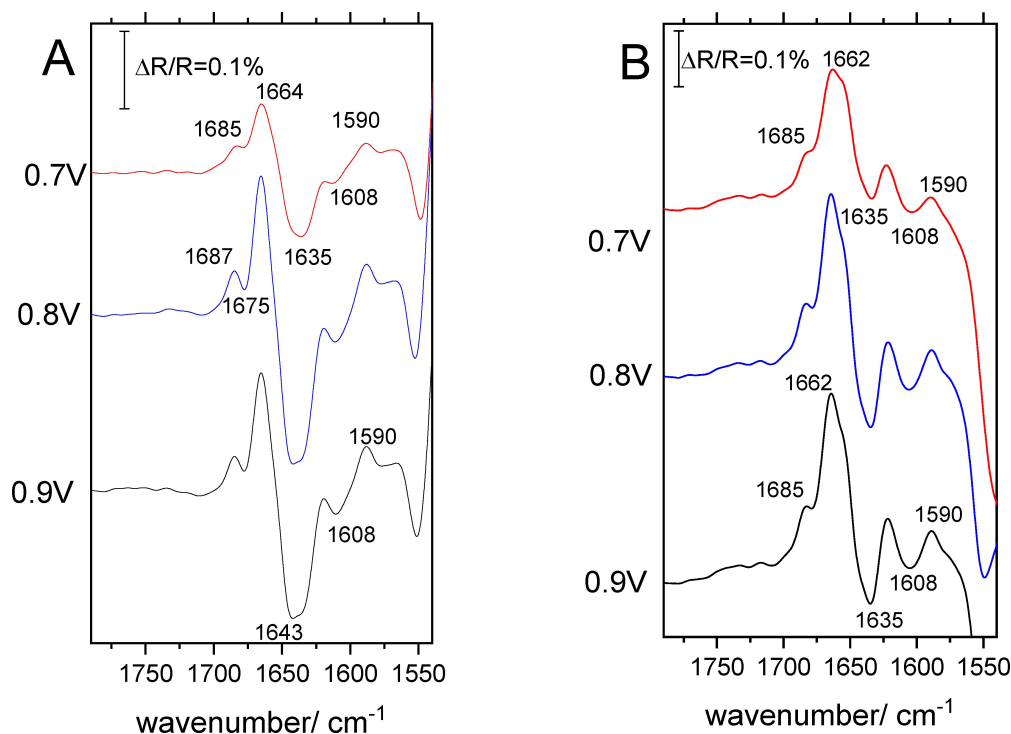 A
ΔR/R=0.1%
1664
1685
1590
0.7V
1608
1635
1687
1675
0.8V
1590
0.9V
1608
1643
1750 1700 1650 1600 1550
wavenumber/ cm-1
B
ΔR/R=0.1%
1662
1685
1590
1635
1608
0.7V
0.8V
1662
1685
1590
1608
0.9V
1635
1750 1700 1650 1600 1550
wavenumber/ cm-1